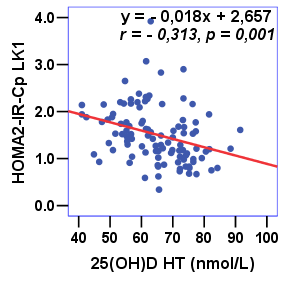 y = - 0,018x + 2,657
r = - 0,313, p = 0,001
HOMA2-IR-Cp LK1
4.0
3.0
2.0
1.0
0.0
40 50 60 70 80 90 100
25(OH)D HT (nmol/L)